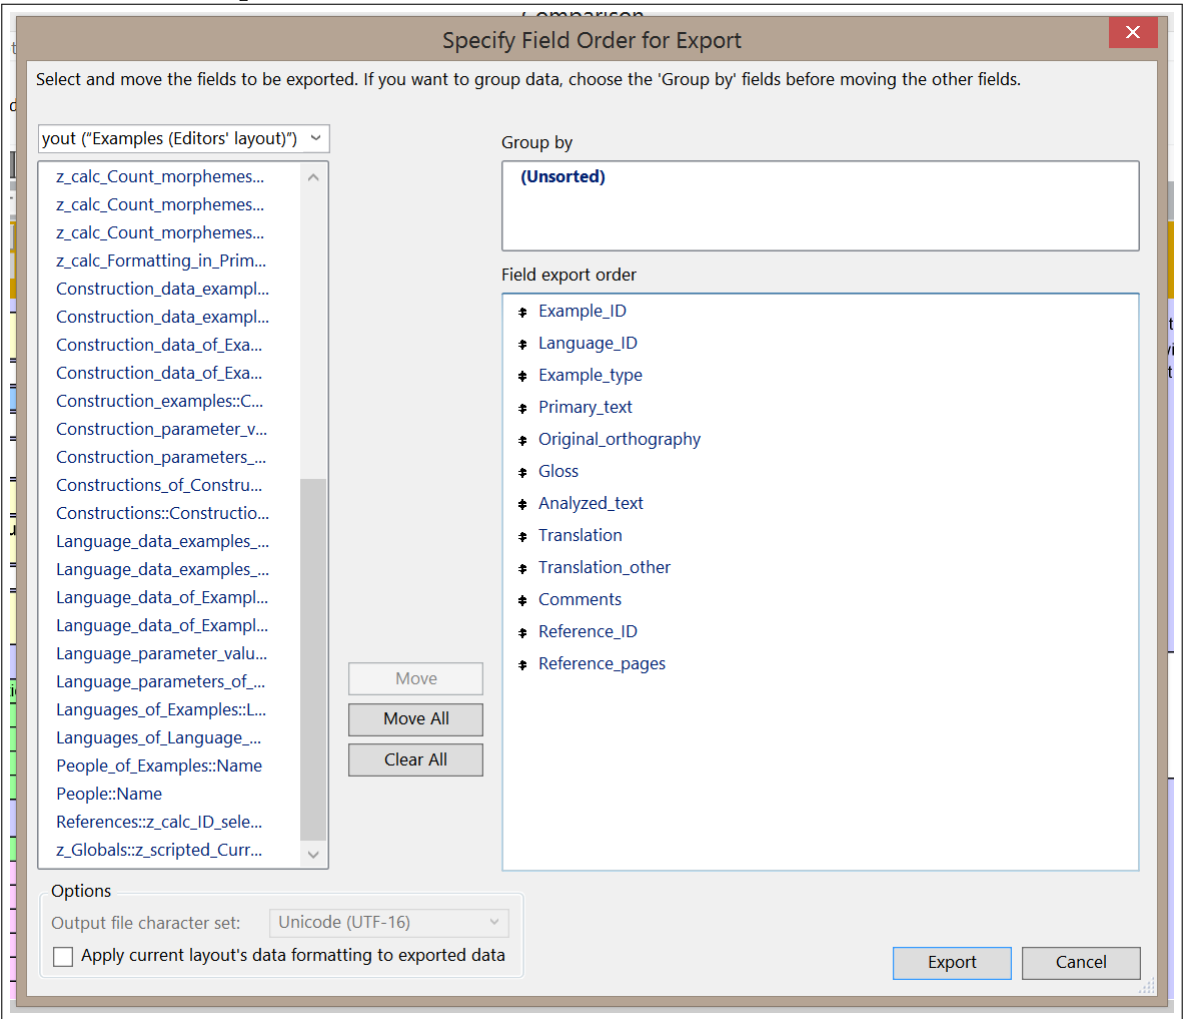 Comparison
Specify Field Order for Export
Select and move the fields to be exported. If you want to group data, choose the 'Group by' fields before moving the other fields.
yout ("Examples (Editors' layout)")
z_calc_Count_morphemes...
z_calc_Count_morphemes...
z_calc_Count_morphemes...
z_calc_Formatting_in_Prim...
Construction_data_exampl...
Construction_data_exampl...
Construction_data_of_Exa...
Construction_data_of_Exa...
Construction_examples::C...
Construction_parameter_v...
Construction_parameters_...
Constructions_of_Constru...
Constructions::Constructio...
Language_data_examples_...
Language_data_examples_...
Language_data_of_Exampl...
Language_data_of_Exampl...
Language_parameter_valu...
Language_parameters_of_...
Languages_of_Examples::L...
Languages_of_Language_...
People_of_Examples::Name
People::Name
References::z_calc_ID_sele...
z_Globals::z_scripted_Curr...
Move
Move All
Clear All
Group by
(Unsorted)
Field export order
Example_ID
Language_ID
Example_type
Primary_text
Original_orthography
Gloss
Analyzed_text
Translation
Translation_other
Comments
Reference_ID
Reference_pages
Options
Output file character set: Unicode (UTF-16)
Apply current layout's data formatting to exported data
Export
Cancel